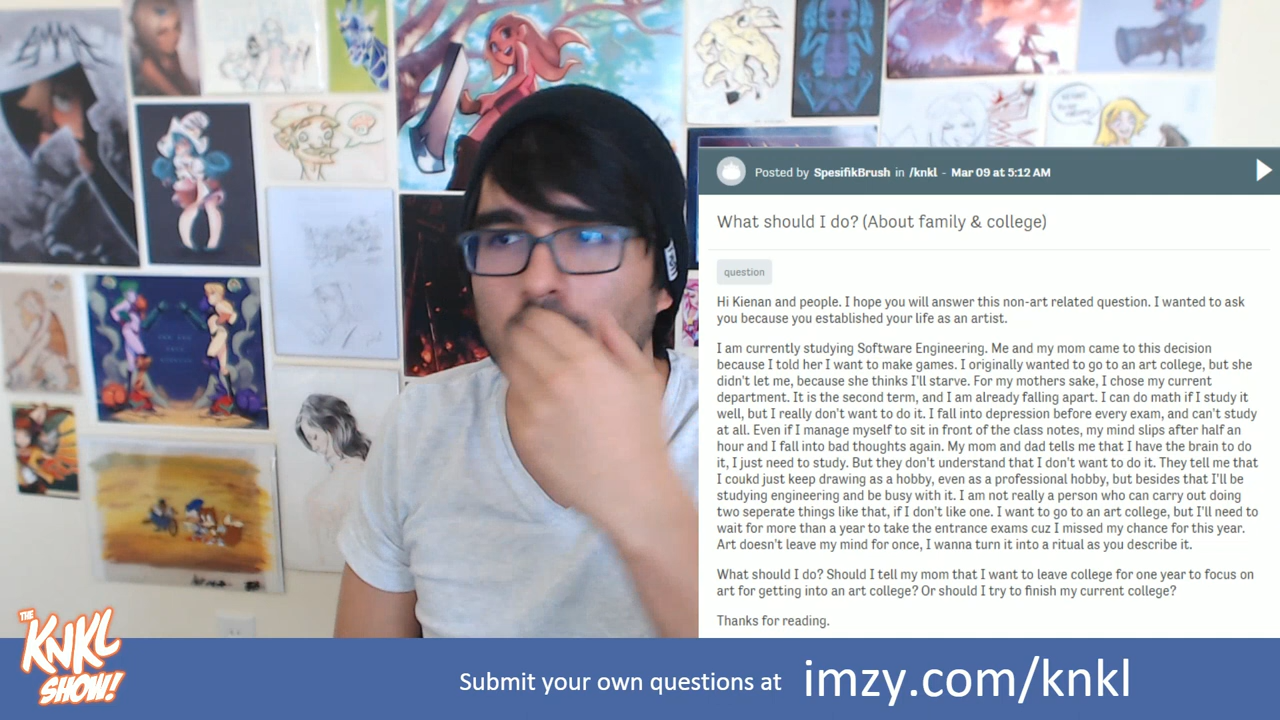 Posted by SpesifikBrush in /knkl - Mar 09 at 5:12 AM
What should I do? (About family & college)
question
Hi Kienan and people. I hope you will answer this non-art related question. I wanted to ask
you because you established your life as an artist.
I am currently studying Software Engineering. Me and my mom came to this decision
because I told her I want to make games. I originally wanted to go to an art college, but she
didn't let me, because she thinks I'll starve. For my mothers sake, I chose my current
department. It is the second term, and I am already falling apart. I can do math if I study it
well, but I really don't want to do it. I fall into depression before every exam, and can't study
at all. Even if I manage myself to sit in front of the class notes, my mind slips after half an
hour and I fall into bad thoughts again. My mom and dad tells me that I have the brain to do
it, I just need to study. But they don't understand that I don't want to do it. They tell me that
I coukd just keep drawing as a hobby, even as a professional hobby, but besides that I'll be
studying engineering and be busy with it. I am not really a person who can carry out doing
two seperate things like that, if I don't like one. I want to go to an art college, but I'll need to
wait for more than a year to take the entrance exams cuz I missed my chance for this year.
Art doesn't leave my mind for once, I wanna turn it into a ritual as you describe it.
What should I do? Should I tell my mom that I want to leave college for one year to focus on
art for getting into an art college? Or should I try to finish my current college?
Thanks for reading.
THE
KNKL
SHOW!
Submit your own questions at imzy.com/knkl